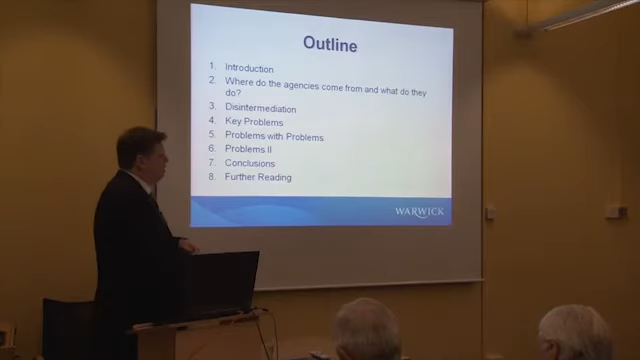 Outline
1. Introduction
2. Where do the agencies come from and what do they
do?
3. Disintermediation
4. Key Problems
5. Problems with Problems
6. Problems II
7. Conclusions
8. Further Reading
WARWICK